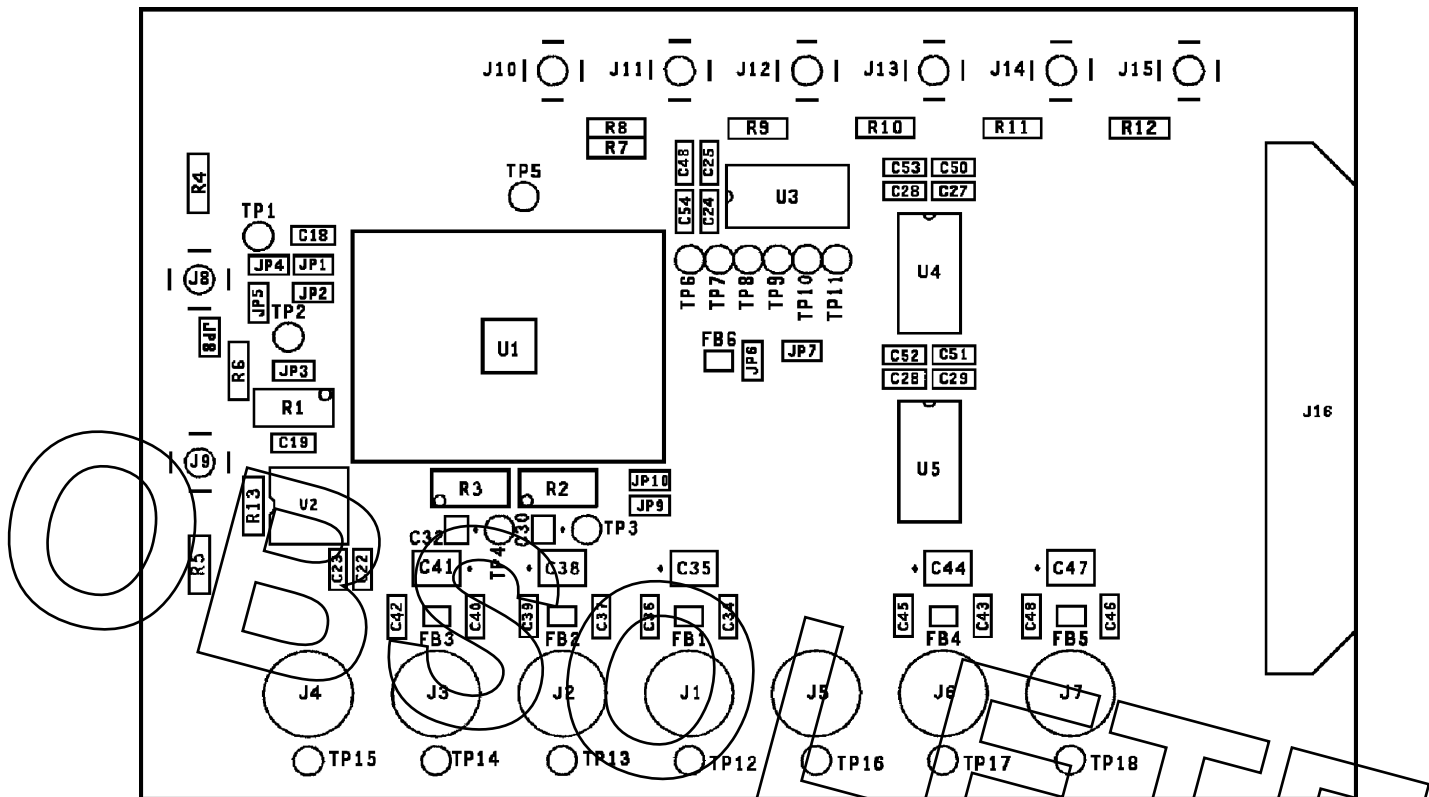 J10 J11 J12 J13 J14 J15
R8 R9 R10 R11 R12
R7
C48 C25 C53 C50
R4 TP5 C28 C27
C54 C24 U3
TP1 C18
JP4 JP1 U4
J8 JP5 JP2 TP6 TP7 TP8 TP9 TP10 TP11
TP2
JP8 FB6 JP6 JP7 C52 C51
R6 JP3 U1 C28 C29
R1 J16
C19
J9 U5
R3 R2 JP10
R13 U2 JP9
C32 C30 TP3
R5 C23 C22 C41 TP4 C38 C35 C44 C47
C42 C40 C39 C37 C36 C34 C45 C43 C48 C46
FB3 FB2 FB1 FB4 FB5
J4 J3 J2 J1 J5 J6 J7
TP15 TP14 TP13 TP12 TP16 TP17 TP18
OBSOLETE